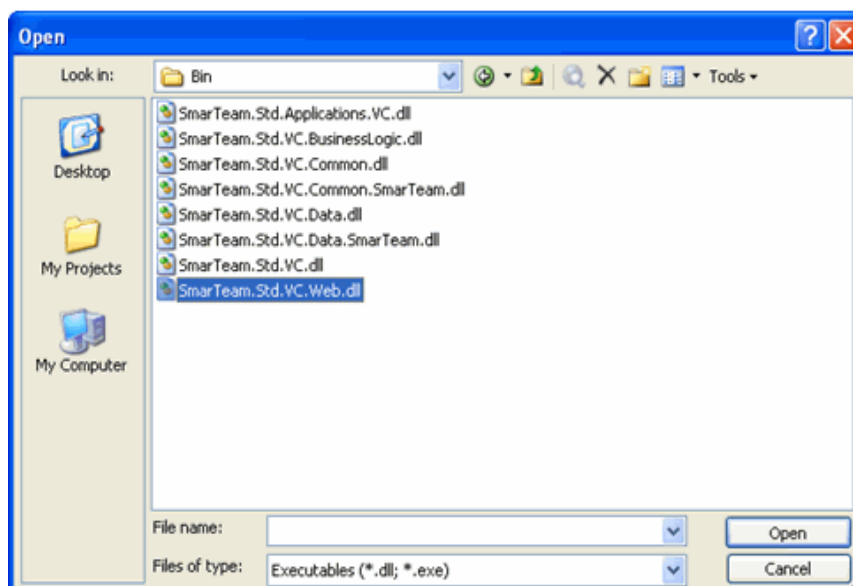 Open
Look in:
Bin
Tools
SmarTeam.Std.Applications.VC.dll
SmarTeam.Std.VC.BusinessLogic.dll
SmarTeam.Std.VC.Common.dll
SmarTeam.Std.VC.Common.SmarTeam.dll
SmarTeam.Std.VC.Data.dll
SmarTeam.Std.VC.Data.SmarTeam.dll
SmarTeam.Std.VC.dll
SmarTeam.Std.VC.Web.dll
Desktop
My Projects
My Computer
File name:
Open
Files of type:
Executables (*.dll; *.exe)
Cancel